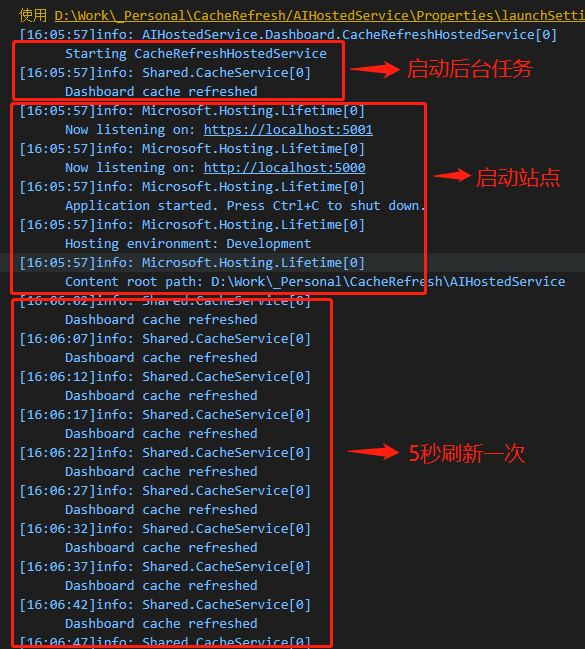 使用 D:\Work\_Personal\CacheRefresh/AIHostedService\Properties\launchSetti
[16:05:57]info: AIHostedService.Dashboard.CacheRefreshHostedService[0]
Starting CacheRefreshHostedService
[16:05:57]info: Shared.CacheService[0]
启动后台任务
Dashboard cache refreshed
[16:05:57]info: Microsoft.Hosting.Lifetime[0]
Now listening on: https://localhost:5001
[16:05:57]info: Microsoft.Hosting.Lifetime[0]
Now listening on: http://localhost:5000
启动站点
[16:05:57]info: Microsoft.Hosting.Lifetime[0]
Application started. Press Ctrl+C to shut down.
[16:05:57]info: Microsoft.Hosting.Lifetime[0]
Hosting environment: Development
[16:05:57]info: Microsoft.Hosting.Lifetime[0]
Content root path: D:\Work\_Personal\CacheRefresh\AIHostedService
[16:06:02]info: Shared.CacheService[0]
Dashboard cache refreshed
[16:06:07]info: Shared.CacheService[0]
Dashboard cache refreshed
[16:06:12]info: Shared.CacheService[0]
Dashboard cache refreshed
[16:06:17]info: Shared.CacheService[0]
Dashboard cache refreshed
[16:06:22]info: Shared.CacheService[0]
5秒刷新一次
Dashboard cache refreshed
[16:06:27]info: Shared.CacheService[0]
Dashboard cache refreshed
[16:06:32]info: Shared.CacheService[0]
Dashboard cache refreshed
[16:06:37]info: Shared.CacheService[0]
Dashboard cache refreshed
[16:06:42]info: Shared.CacheService[0]
Dashboard cache refreshed
[16:06:47]info: Shared.CacheService[0]